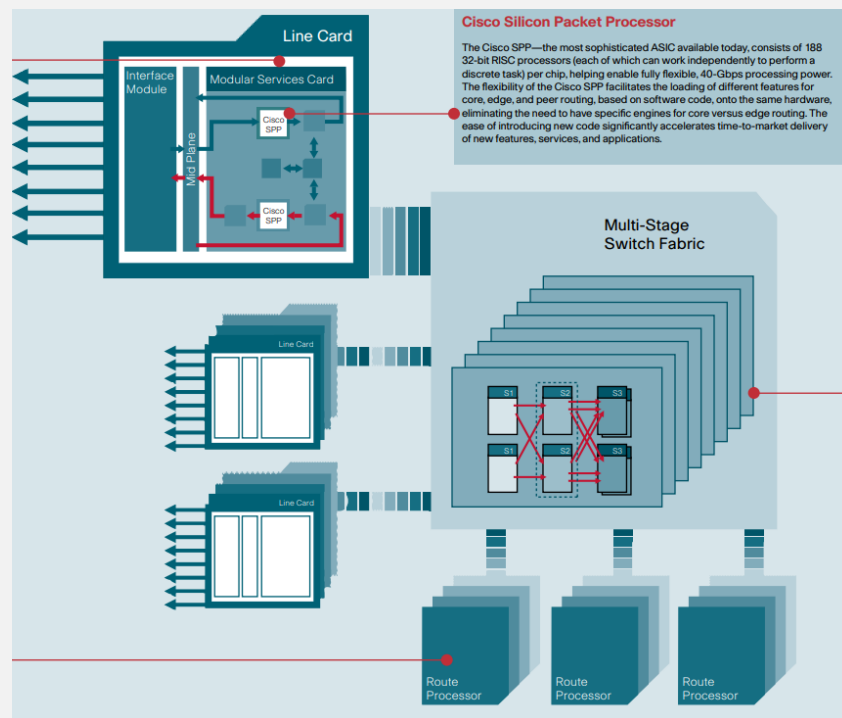 Cisco Silicon Packet Processor
The Cisco SPP—the most sophisticated ASIC available today, consists of 188
32-bit RISC processors (each of which can work independently to perform a
discrete task) per chip, helping enable fully flexible, 40-Gbps processing power.
The flexibility of the Cisco SPP facilitates the loading of different features for
core, edge, and peer routing, based on software code, onto the same hardware,
eliminating the need to have specific engines for core versus edge routing. The
ease of introducing new code significantly accelerates time-to-market delivery
of new features, services, and applications.
Line Card
Interface
Module
Mid Plane
Modular Services Card
Cisco
SPP
Cisco
SPP
Multi-Stage
Switch Fabric
Line Card
S1
S2
S3
S1
S2
S3
Line Card
Route
Processor
Route
Processor
Route
Processor